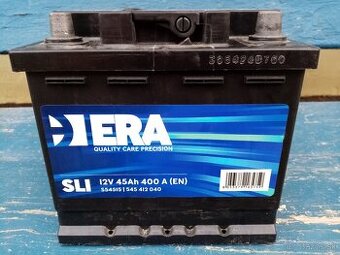 ERA
QUALITY CARE PRECISION
SLI
12V 45Ah 400 A (EN)
S54515 | 545 412 040